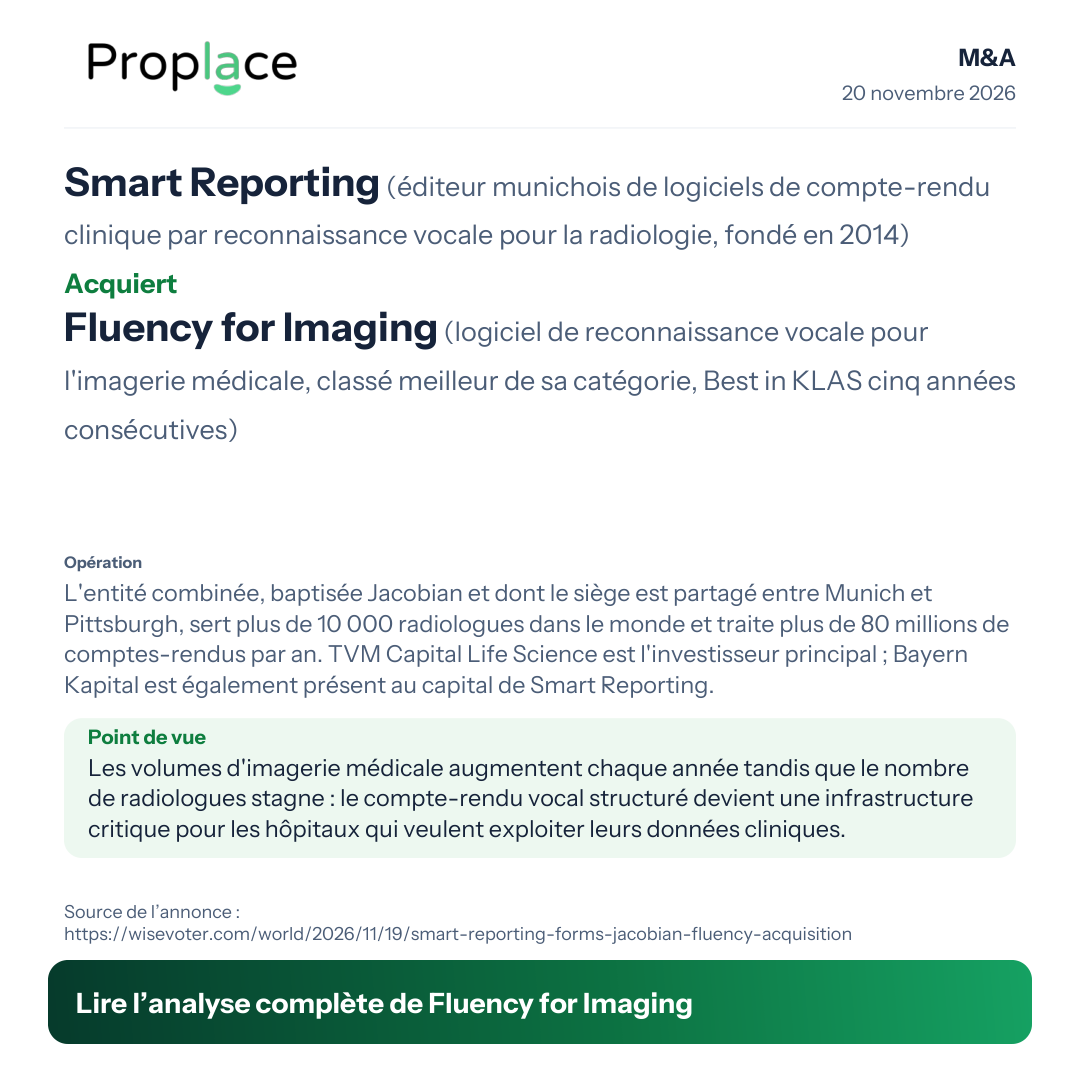 Proplace
M&A
20 novembre 2026
Smart Reporting (éditeur munichois de logiciels de compte-rendu
clinique par reconnaissance vocale pour la radiologie, fondé en 2014)
Acquiert
Fluency for Imaging (logiciel de reconnaissance vocale pour
l'imagerie médicale, classé meilleur de sa catégorie, Best in KLAS cinq années
consécutives)
Opération
L'entité combinée, baptisée Jacobian et dont le siège est partagé entre Munich et
Pittsburgh, sert plus de 10 000 radiologues dans le monde et traite plus de 80 millions de
comptes-rendus par an. TVM Capital Life Science est l'investisseur principal ; Bayern
Kapital est également présent au capital de Smart Reporting.
Point de vue
Les volumes d'imagerie médicale augmentent chaque année tandis que le nombre
de radiologues stagne : le compte-rendu vocal structuré devient une infrastructure
critique pour les hôpitaux qui veulent exploiter leurs données cliniques.
Source de l’annonce :
https://wisevoter.com/world/2026/11/19/smart-reporting-forms-jacobian-fluency-acquisition
Lire l’analyse complète de Fluency for Imaging